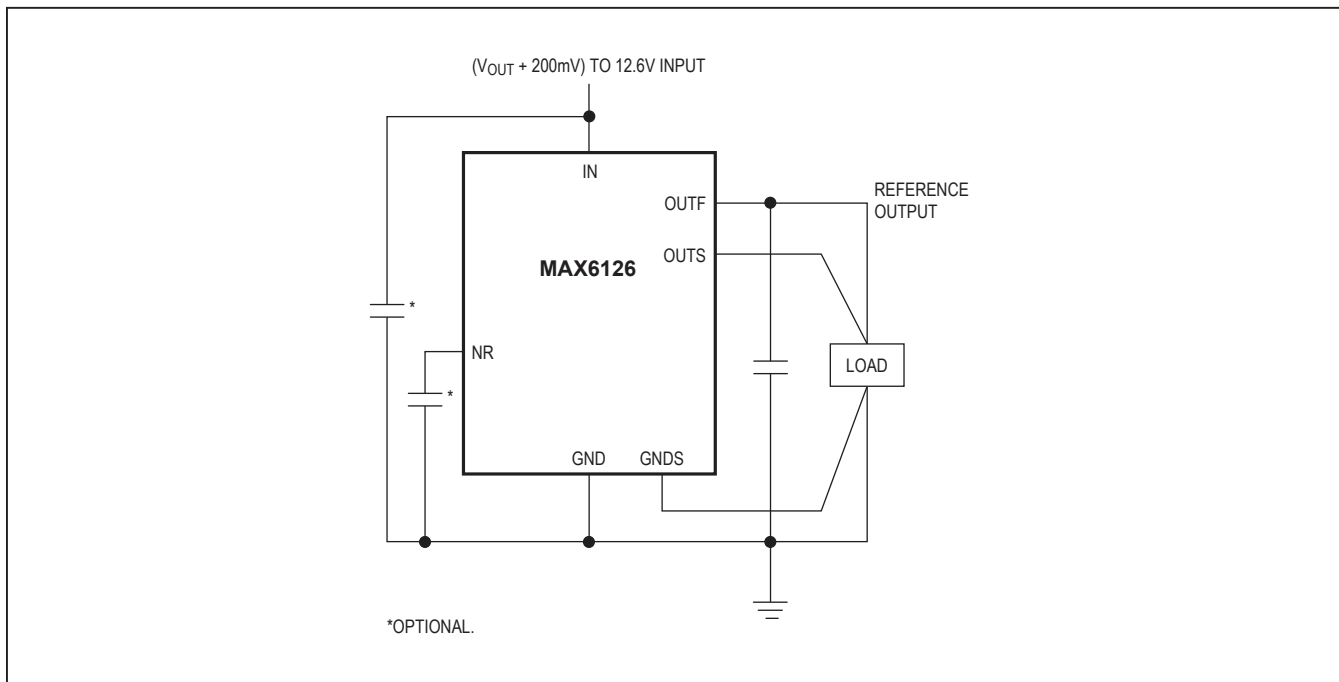 (VOUT + 200mV) TO 12.6V INPUT
IN
OUTF
REFERENCE
OUTPUT
OUTS
MAX6126
*
NR
LOAD
*
GND
GNDS
*OPTIONAL.